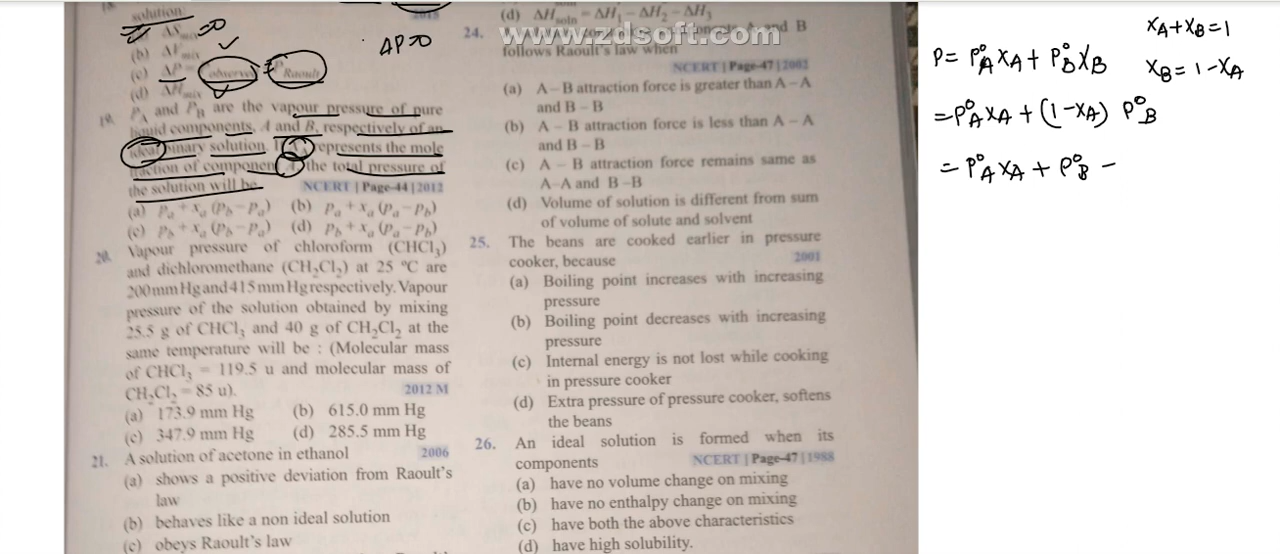 solution.
ΔS mix =0
(b) ΔV mix
(c) ΔP = P observed – P Raoult
(d) ΔH mix
2015
ΔP=0
19. P_A and P_B are the vapour pressure of pure
liquid components, A and B, respectively of an
ideal binary solution. If x_A represents the mole
fraction of component A, the total pressure of
the solution will be.
NCERT | Page-44 | 2012
(a) p_a + x_a (p_b – p_a) (b) p_a + x_a (p_a – p_b)
(c) p_b + x_a (p_b – p_a) (d) p_b + x_a (p_a – p_b)
20. Vapour pressure of chloroform (CHCl₃)
and dichloromethane (CH₂Cl₂) at 25 °C are
200 mm Hg and 415 mm Hg respectively. Vapour
pressure of the solution obtained by mixing
25.5 g of CHCl₃ and 40 g of CH₂Cl₂ at the
same temperature will be : (Molecular mass
of CHCl₃ = 119.5 u and molecular mass of
CH₂Cl₂ = 85 u).
2012 M
(a) 173.9 mm Hg (b) 615.0 mm Hg
(c) 347.9 mm Hg (d) 285.5 mm Hg
21. A solution of acetone in ethanol
2006
(a) shows a positive deviation from Raoult's
law
(b) behaves like a non ideal solution
(c) obeys Raoult's law
(d) ΔH soln = ΔH₁ – ΔH₂ – ΔH₃
www.zdsoft.com
24. and B
follows Raoult's law when
NCERT | Page-47 | 2002
(a) A – B attraction force is greater than A – A
and B – B
(b) A – B attraction force is less than A – A
and B – B
(c) A – B attraction force remains same as
A–A and B –B
(d) Volume of solution is different from sum
of volume of solute and solvent
25. The beans are cooked earlier in pressure
cooker, because
2001
(a) Boiling point increases with increasing
pressure
(b) Boiling point decreases with increasing
pressure
(c) Internal energy is not lost while cooking
in pressure cooker
(d) Extra pressure of pressure cooker, softens
the beans
26. An ideal solution is formed when its
components
NCERT | Page-47 | 1988
(a) have no volume change on mixing
(b) have no enthalpy change on mixing
(c) have both the above characteristics
(d) have high solubility.
x_A + x_B = 1
P = P°_A x_A + P°_B x_B
x_B = 1 - x_A
= P°_A x_A + (1-x_A) P°_B
= P°_A x_A + P°_B –